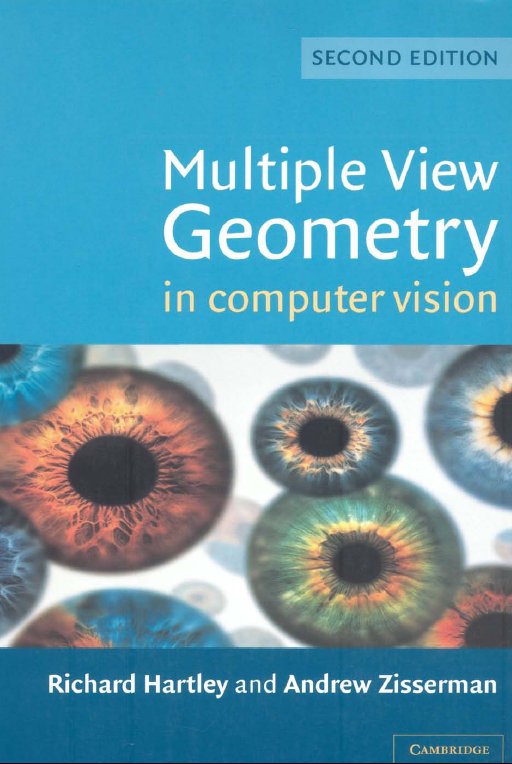 SECOND EDITION
Multiple View
Geometry
in computer vision
Richard Hartley and Andrew Zisserman
CAMBRIDGE